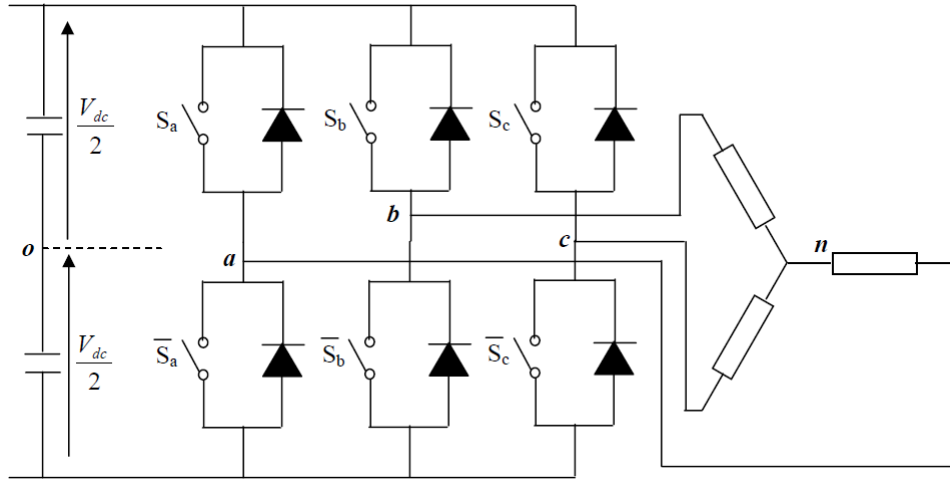 V_dc/2
S_a
S_b
S_c
b
c
n
o
a
V_dc/2
S̅_a
S̅_b
S̅_c